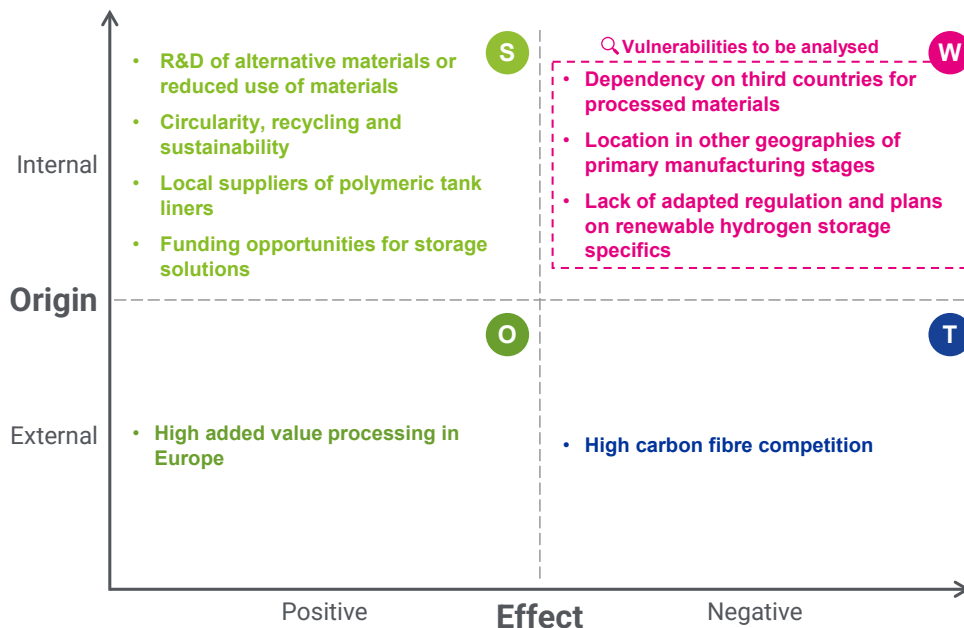 S
• R&D of alternative materials or
reduced use of materials
• Circularity, recycling and
sustainability
• Local suppliers of polymeric tank
liners
• Funding opportunities for storage
solutions
W
Vulnerabilities to be analysed
• Dependency on third countries for
processed materials
• Location in other geographies of
primary manufacturing stages
• Lack of adapted regulation and plans
on renewable hydrogen storage
specifics
Internal
Origin
External
O
• High added value processing in
Europe
T
• High carbon fibre competition
Positive
Effect
Negative